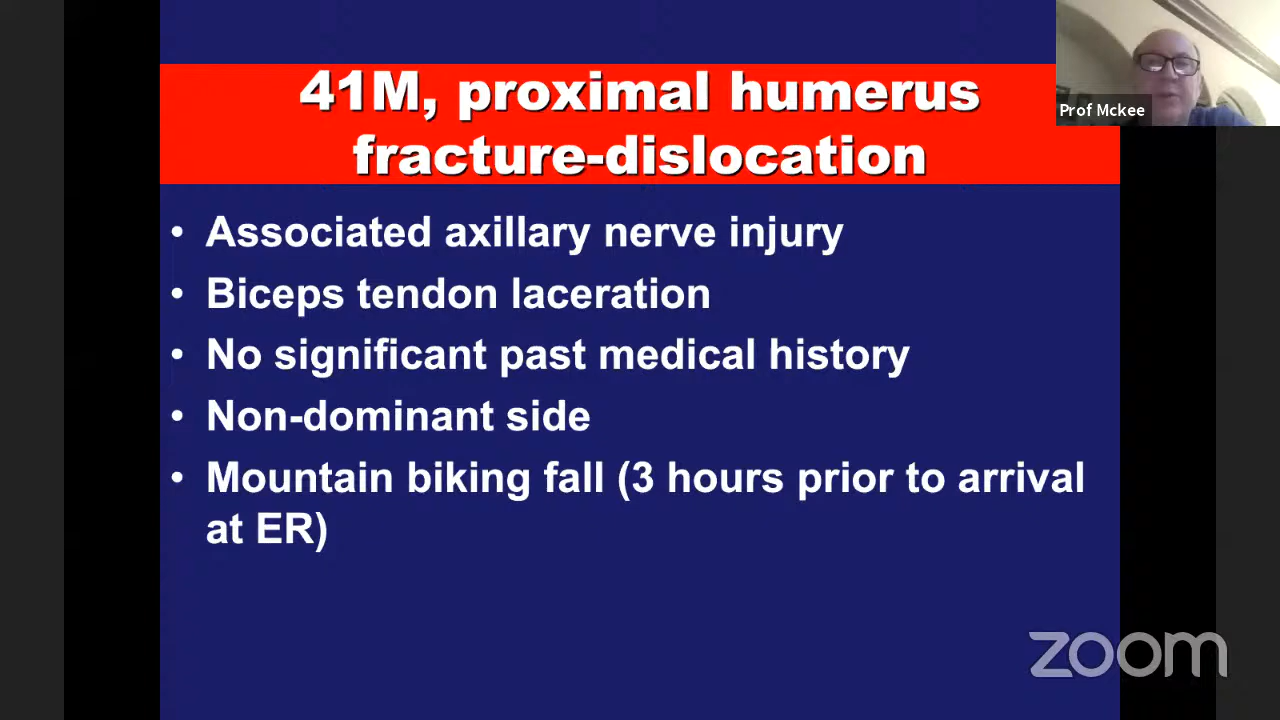 41M, proximal humerus
fracture-dislocation
Prof Mckee
• Associated axillary nerve injury
• Biceps tendon laceration
• No significant past medical history
• Non-dominant side
• Mountain biking fall (3 hours prior to arrival
at ER)
zoom